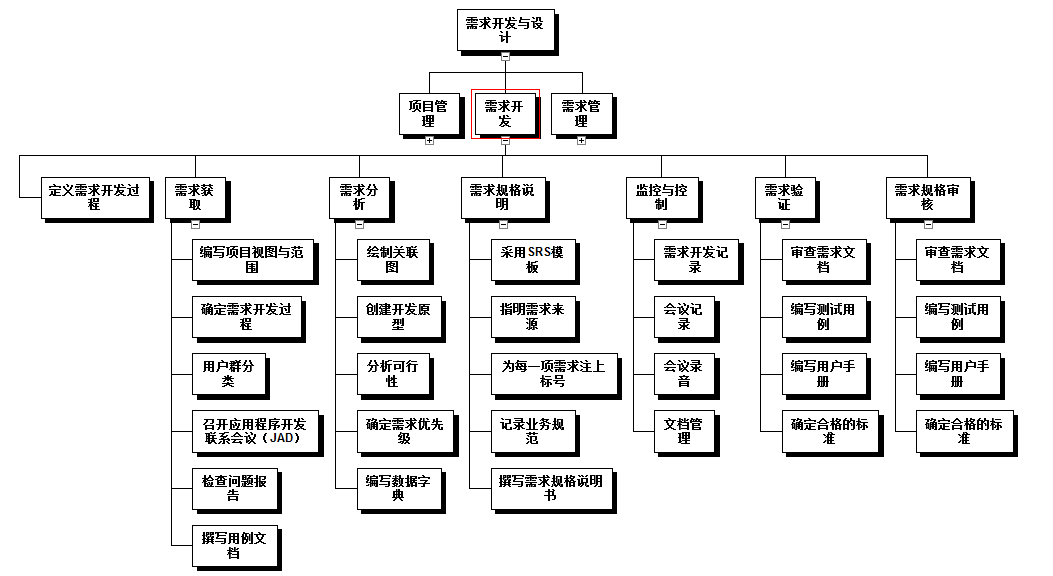 需求开发与设
计
项目管
理
需求开
发
需求管
理
定义需求开发过
程
需求获
取
需求分
析
需求规格说
明
监控与控
制
需求验
证
需求规格审
核
编写项目视图与范
围
确定需求开发过
程
用户群分
类
召开应用程序开发
联系会议（JAD）
检查问题报
告
撰写用例文
档
绘制关联
图
创建开发原
型
分析可行
性
确定需求优先
级
编写数据字
典
采用SRS模
板
指明需求来
源
为每一项需求注上
标号
记录业务规
范
撰写需求规格说明
书
需求开发记
录
会议记
录
会议录
音
文档管
理
审查需求文
档
编写测试用
例
编写用户手
册
确定合格的标
准
审查需求文
档
编写测试用
例
编写用户手
册
确定合格的标
准